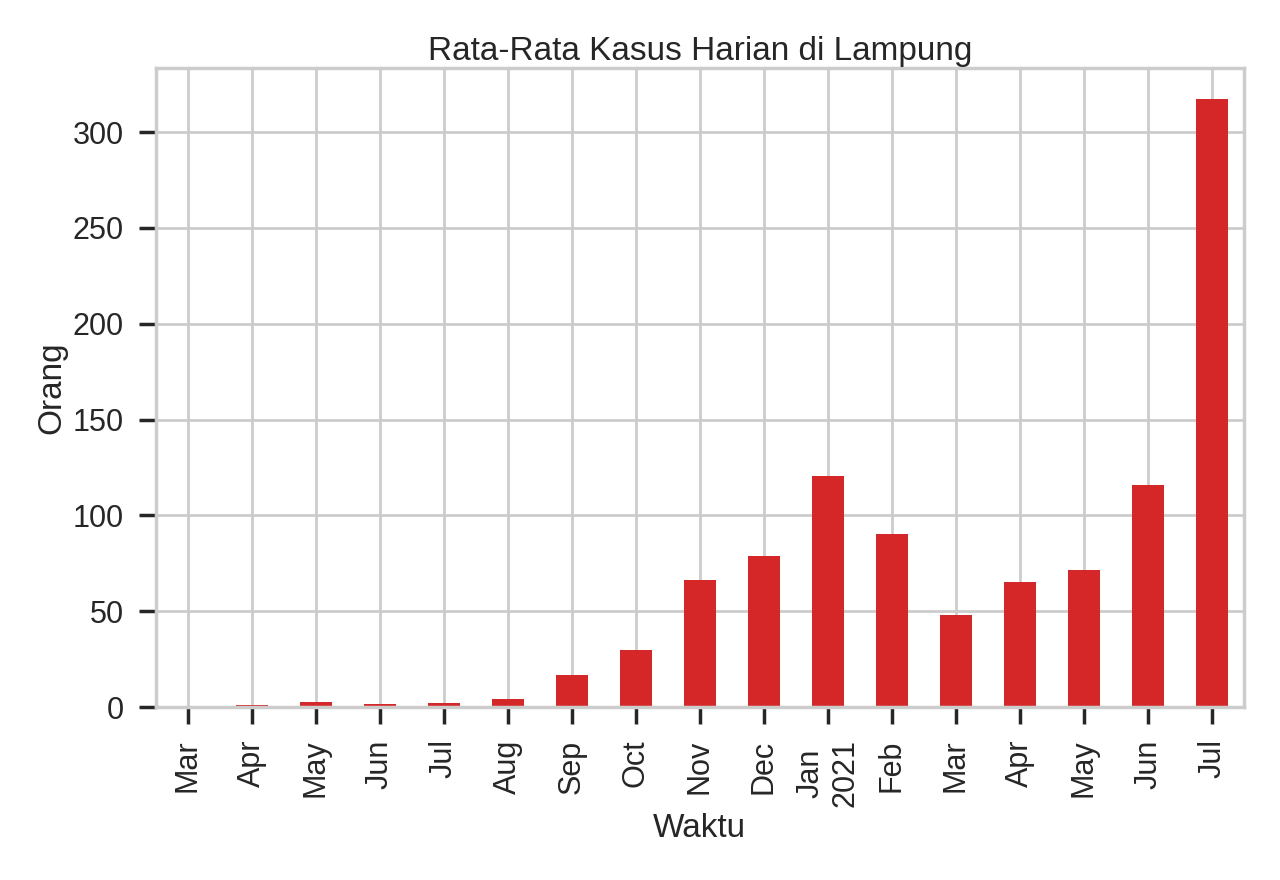 Rata-Rata Kasus Harian di Lampung
300
250
200
150
100
50
0
Orang
Mar
Apr
May
Jun
Jul
Aug
Sep
Oct
Nov
Dec
Jan
2021
Feb
Mar
Apr
May
Jun
Jul
Waktu